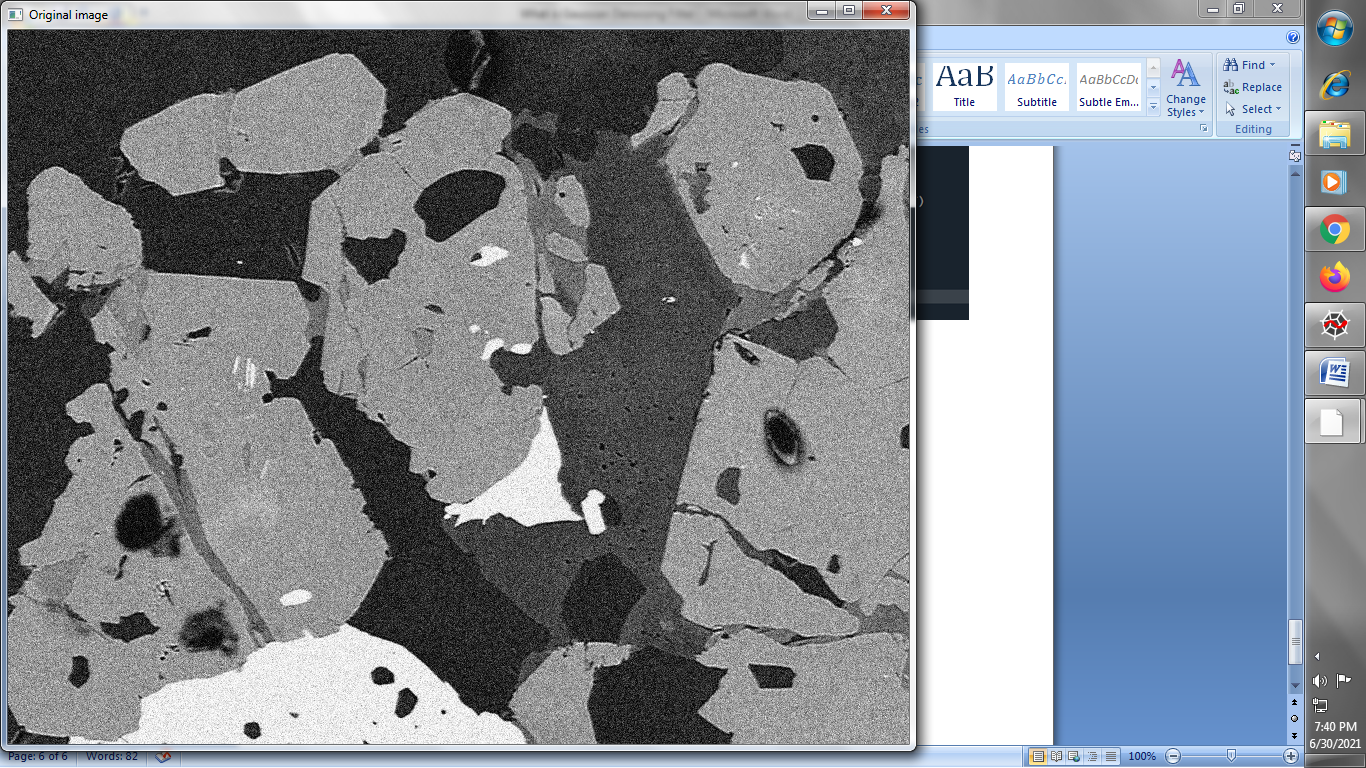 Original image
AaB
AaBbCc.
AaBbCcDc
Title
Subtitle
Subtle Em...
Change
Styles
Find
Replace
Select
Editing
Page: 6 of 6
Words: 82
100%
7:40 PM
6/30/2021